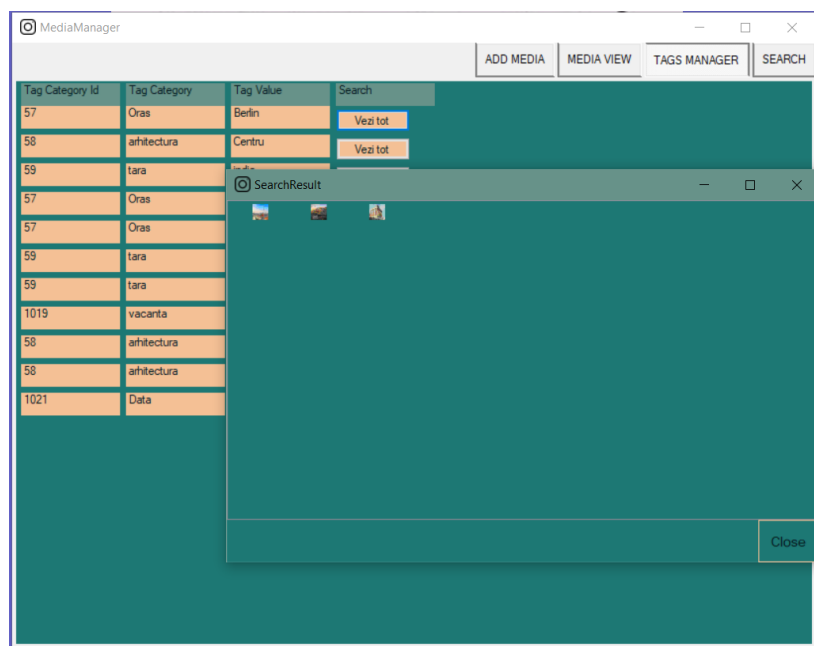 MediaManager
ADD MEDIA MEDIA VIEW TAGS MANAGER SEARCH
Tag Category Id Tag Category Tag Value Search
57 Oras Berlin Vezi tot
58 arhitectura Centru Vezi tot
59 tara
SearchResult
57 Oras
57 Oras
59 tara
59 tara
1019 vacanta
58 arhitectura
58 arhitectura
1021 Data
Close